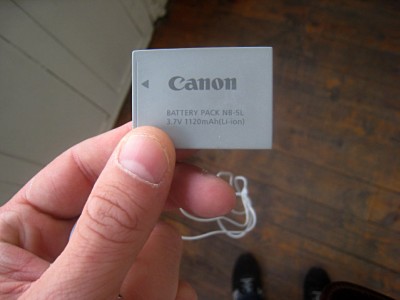 Canon
BATTERY PACK NB-5L
3.7V 1120mAh(Li-ion)